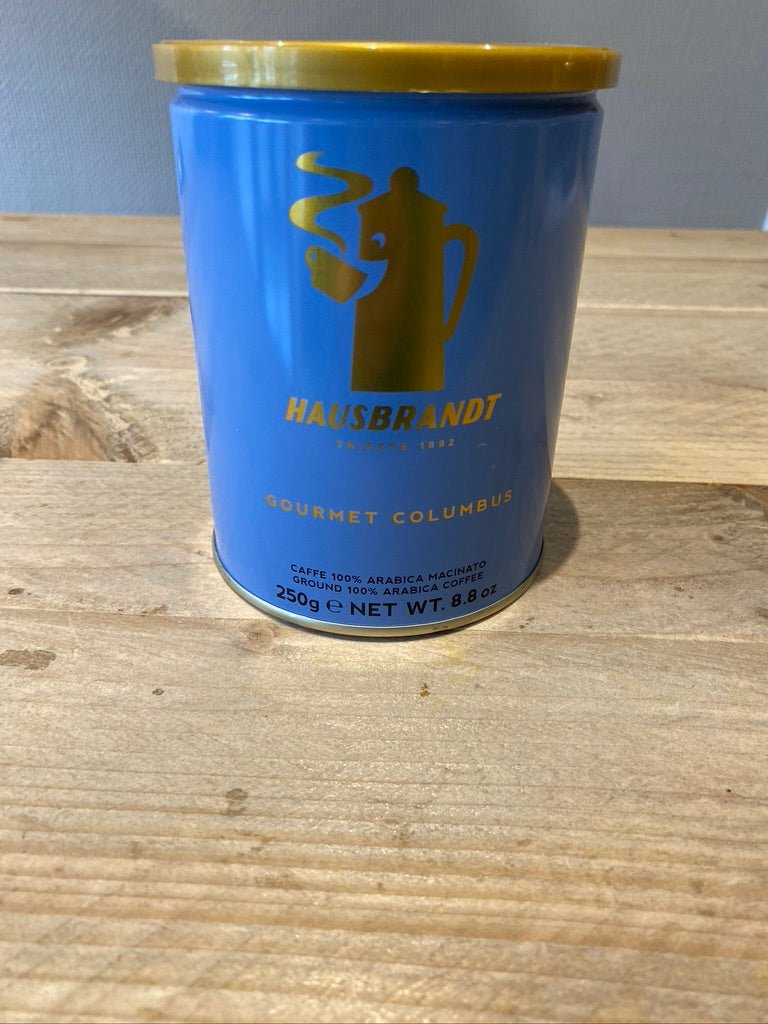 HAUSBRANDT
TRIESTE 1892
GOURMET COLUMBUS
CAFFE 100% ARABICA MACINATO
GROUND 100% ARABICA COFFEE
250g ℮ NET WT. 8.8 oz